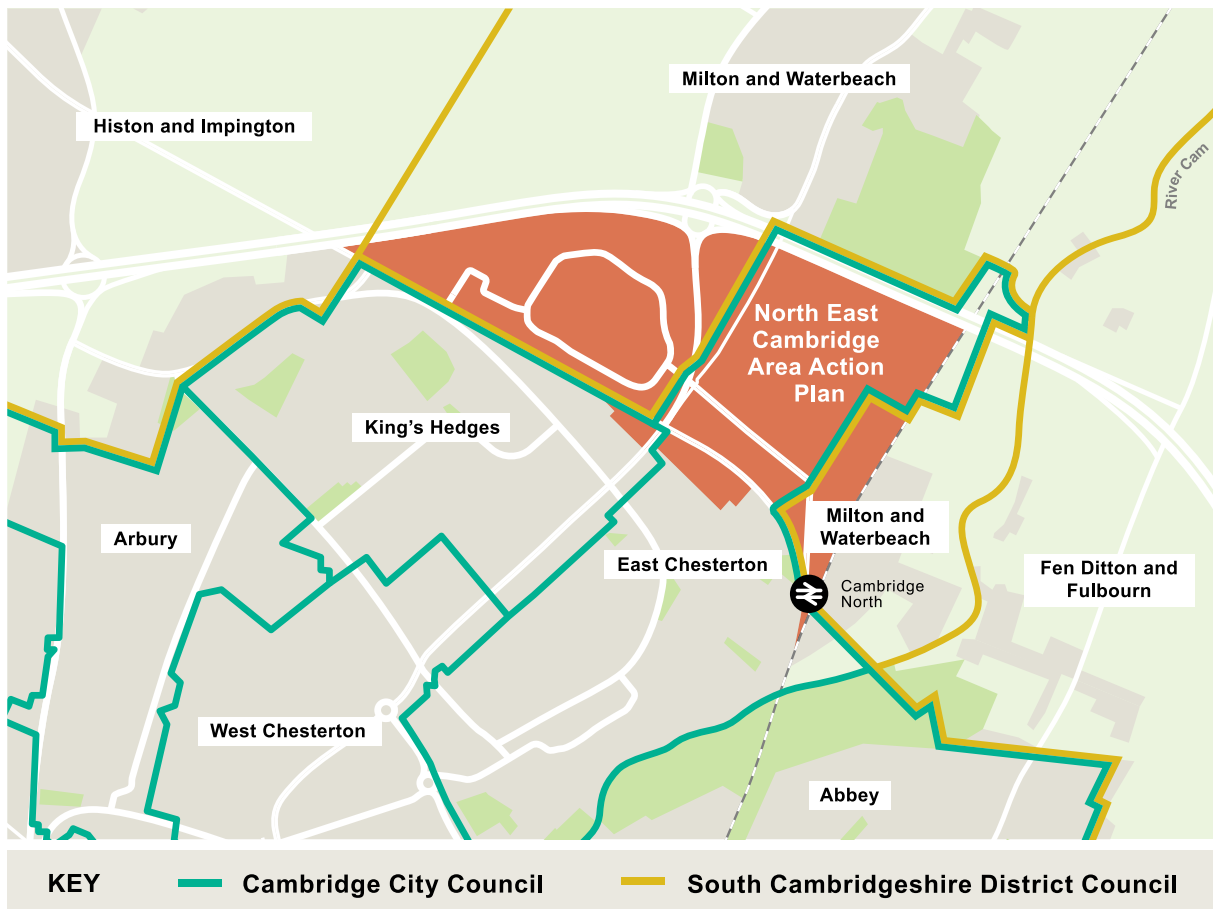 Milton and Waterbeach
Histon and Impington
River Cam
North East
Cambridge
Area Action
Plan
King's Hedges
Arbury
Milton and
Waterbeach
East Chesterton
Fen Ditton and
Fulbourn
Cambridge
North
West Chesterton
Abbey
KEY
Cambridge City Council
South Cambridgeshire District Council